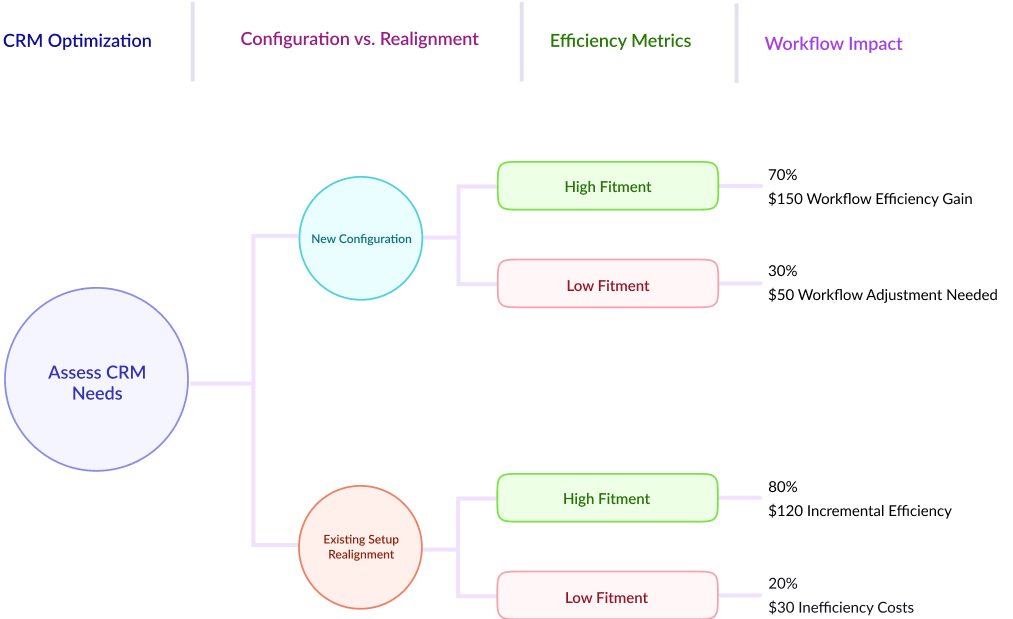 CRM Optimization
Configuration vs. Realignment
Efficiency Metrics
Workflow Impact
Assess CRM
Needs
New Configuration
High Fitment
70%
$150 Workflow Efficiency Gain
Low Fitment
30%
$50 Workflow Adjustment Needed
Existing Setup
Realignment
High Fitment
80%
$120 Incremental Efficiency
Low Fitment
20%
$30 Inefficiency Costs